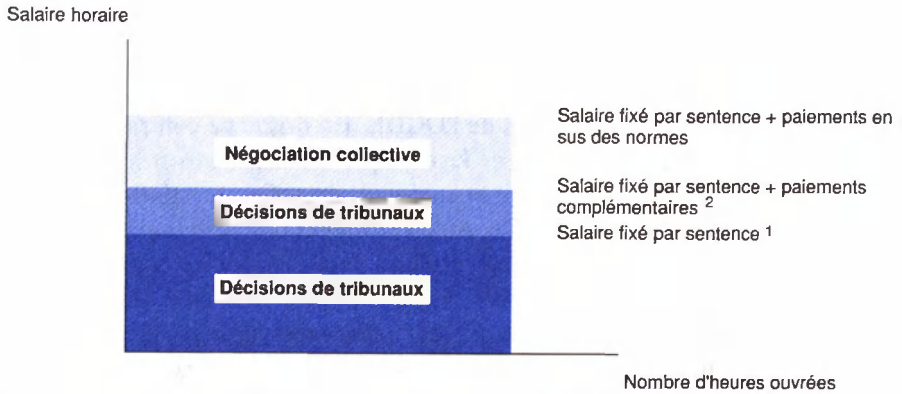 Salaire horaire
Négociation collective
Salaire fixé par sentence + paiements en
sus des normes
Décisions de tribunaux
Salaire fixé par sentence + paiements
complémentaires 2
Salaire fixé par sentence 1
Décisions de tribunaux
Nombre d'heures ouvrées